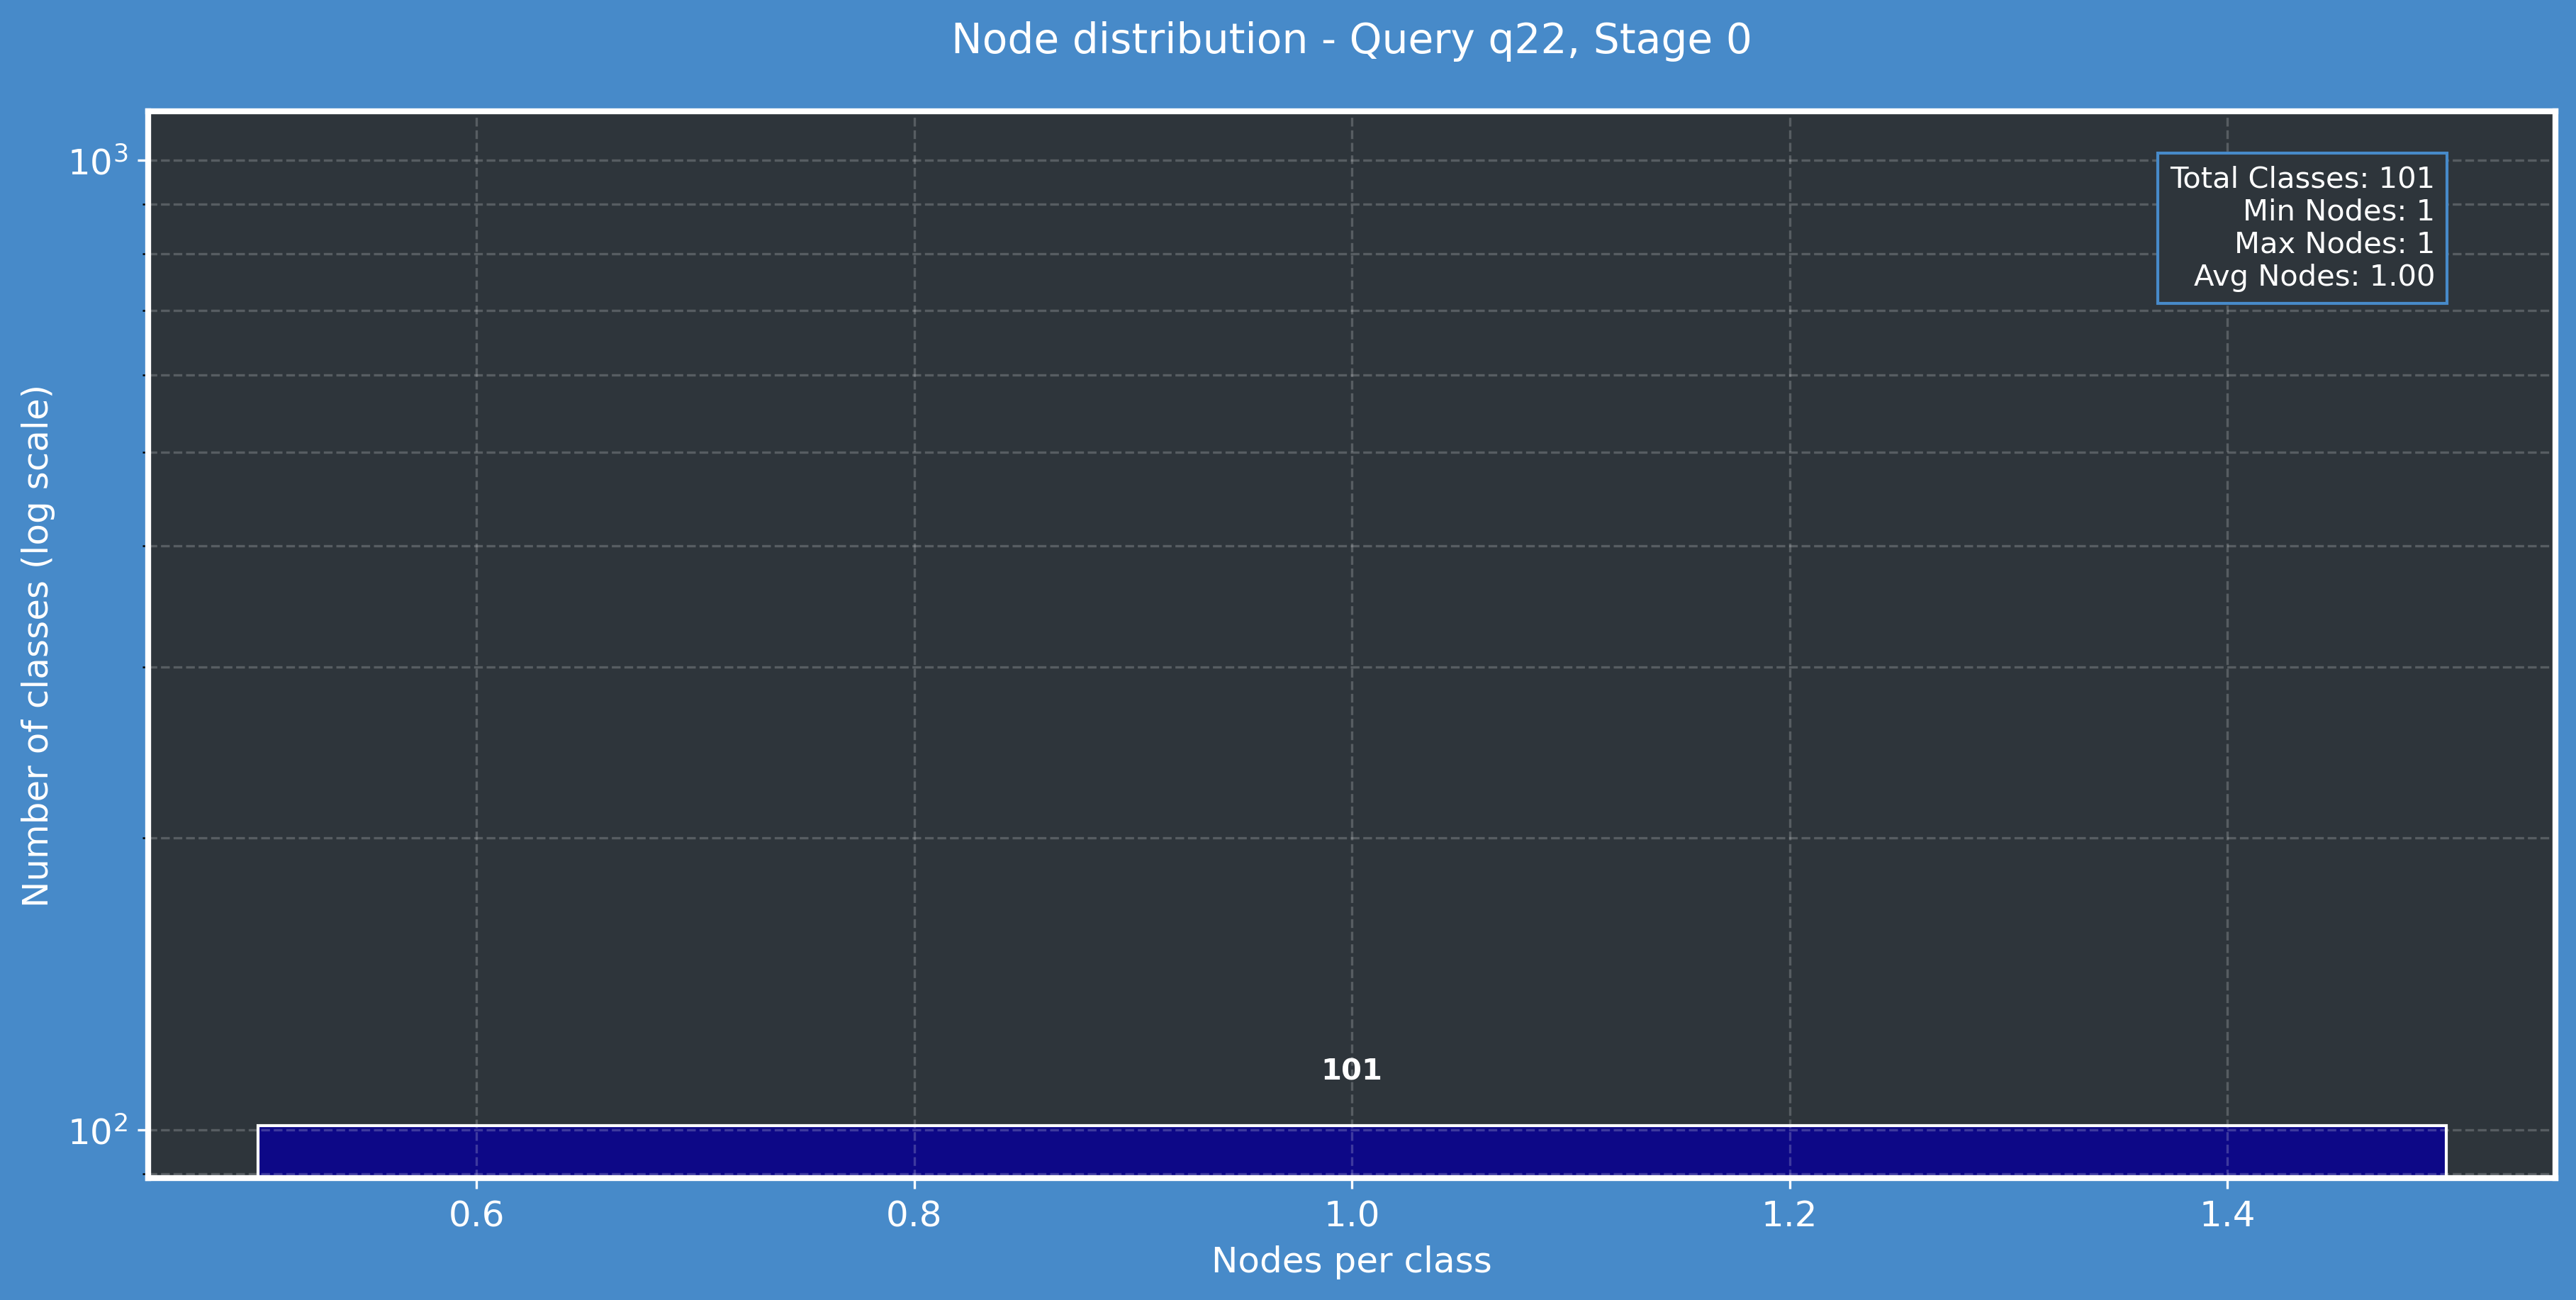 Node distribution - Query q22, Stage 0
Number of classes (log scale)
10³
10²
Total Classes: 101
Min Nodes: 1
Max Nodes: 1
Avg Nodes: 1.00
101
0.6 0.8 1.0 1.2 1.4
Nodes per class